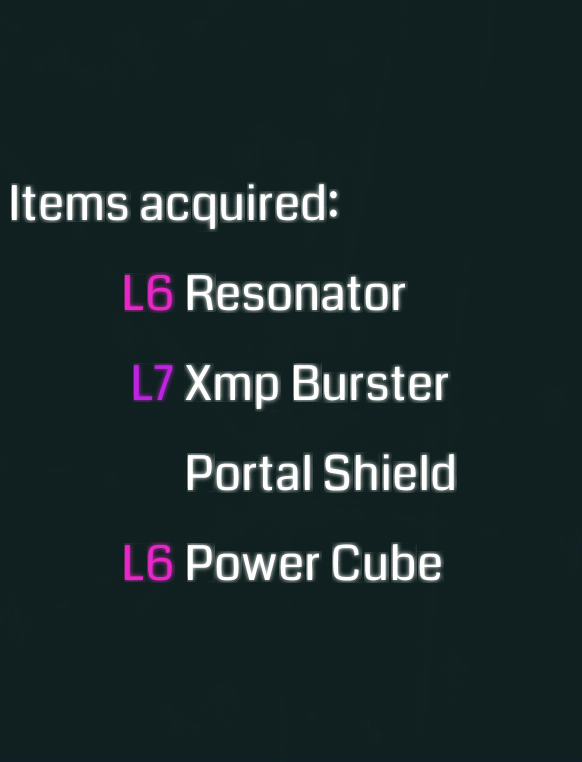 Items acquired:
L6 Resonator
L7 Xmp Burster
Portal Shield
L6 Power Cube